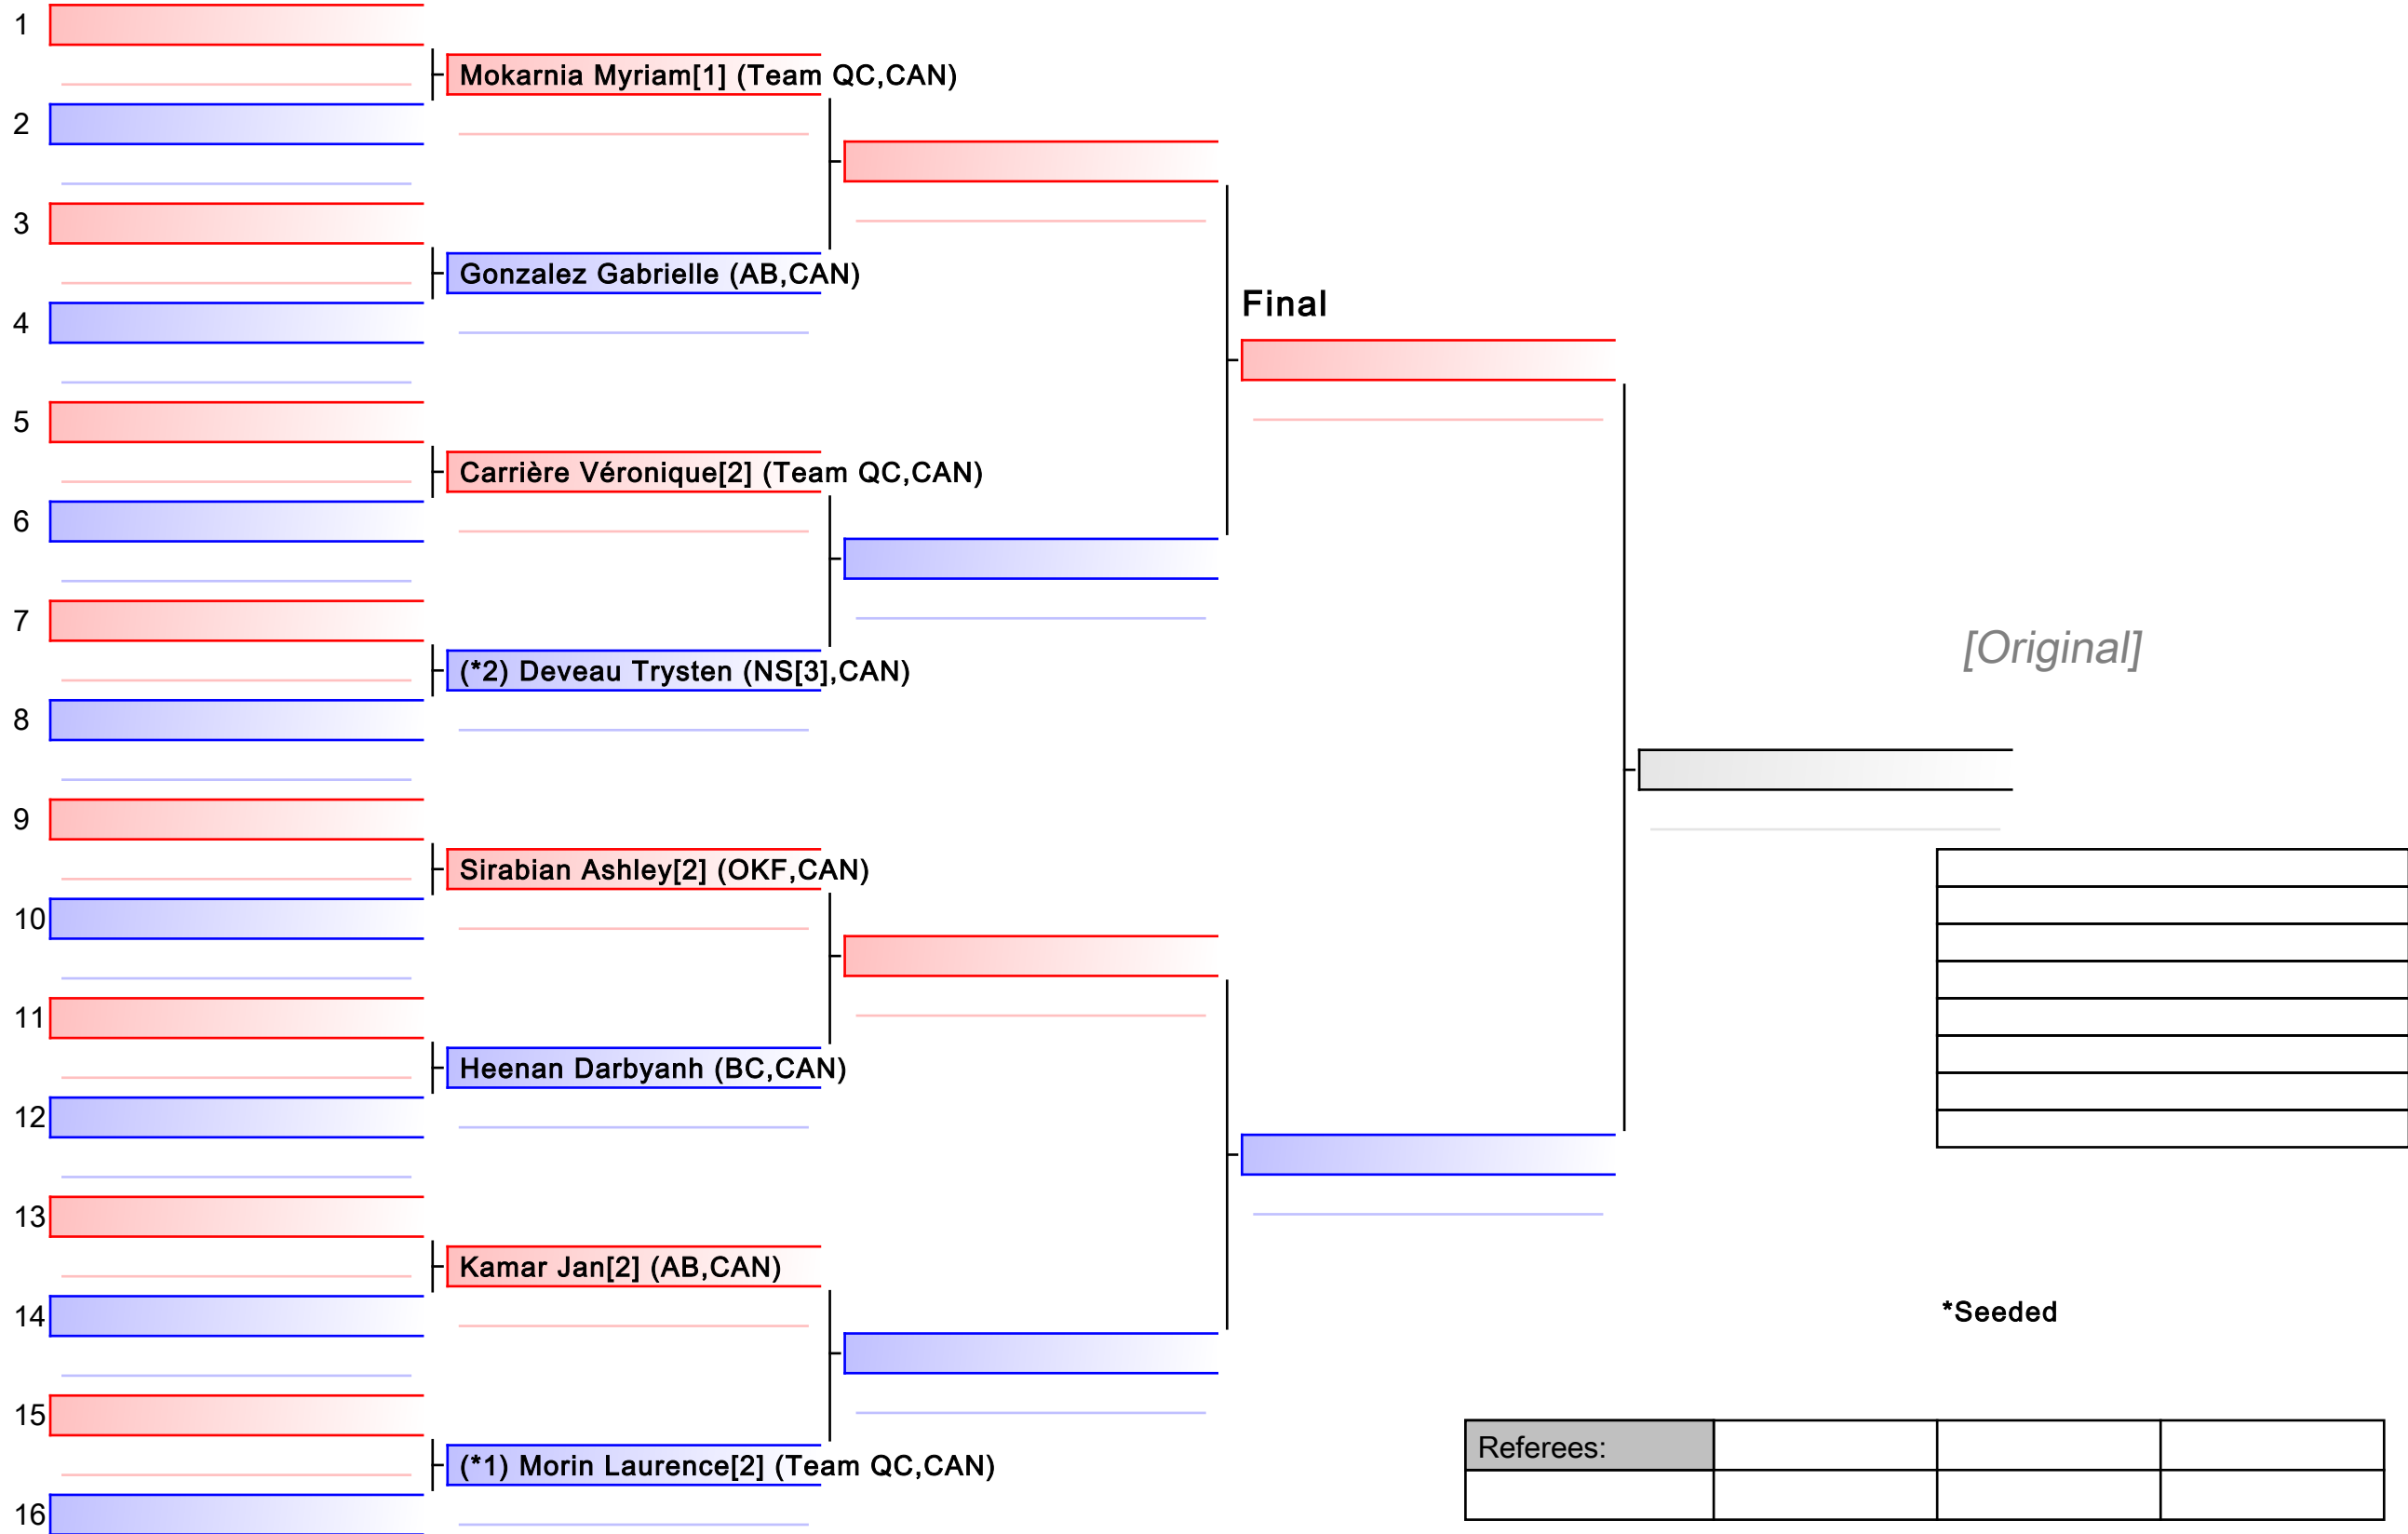 1
Mokarnia Myriam[1] (Team QC,CAN)
2
3
Gonzalez Gabrielle (AB,CAN)
Final
4
5
Carrière Véronique[2] (Team QC,CAN)
6
7
[Original]
(*2) Deveau Trysten (NS[3],CAN)
8
9
Sirabian Ashley[2] (OKF,CAN)
10
11
Heenan Darbyanh (BC,CAN)
12
13
Kamar Jan[2] (AB,CAN)
14
*Seeded
15
Referees:
(*1) Morin Laurence[2] (Team QC,CAN)
16